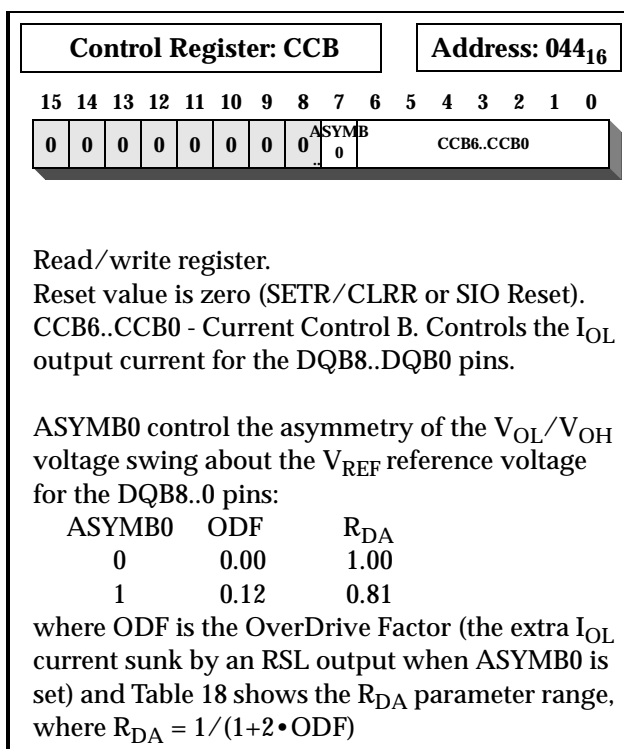 Control Register: CCB
Address: 044₁₆
15 14 13 12 11 10 9 8 7 6 5 4 3 2 1 0
0 0 0 0 0 0 0 0.. ASYMB 0 CCB6..CCB0
Read/write register.
Reset value is zero (SETR/CLRR or SIO Reset).
CCB6..CCB0 - Current Control B. Controls the I_OL
output current for the DQB8..DQB0 pins.
ASYMB0 control the asymmetry of the V_OL/V_OH
voltage swing about the V_REF reference voltage
for the DQB8..0 pins:
ASYMB0 ODF R_DA
0 0.00 1.00
1 0.12 0.81
where ODF is the OverDrive Factor (the extra I_OL
current sunk by an RSL output when ASYMB0 is
set) and Table 18 shows the R_DA parameter range,
where R_DA = 1/(1+2•ODF)